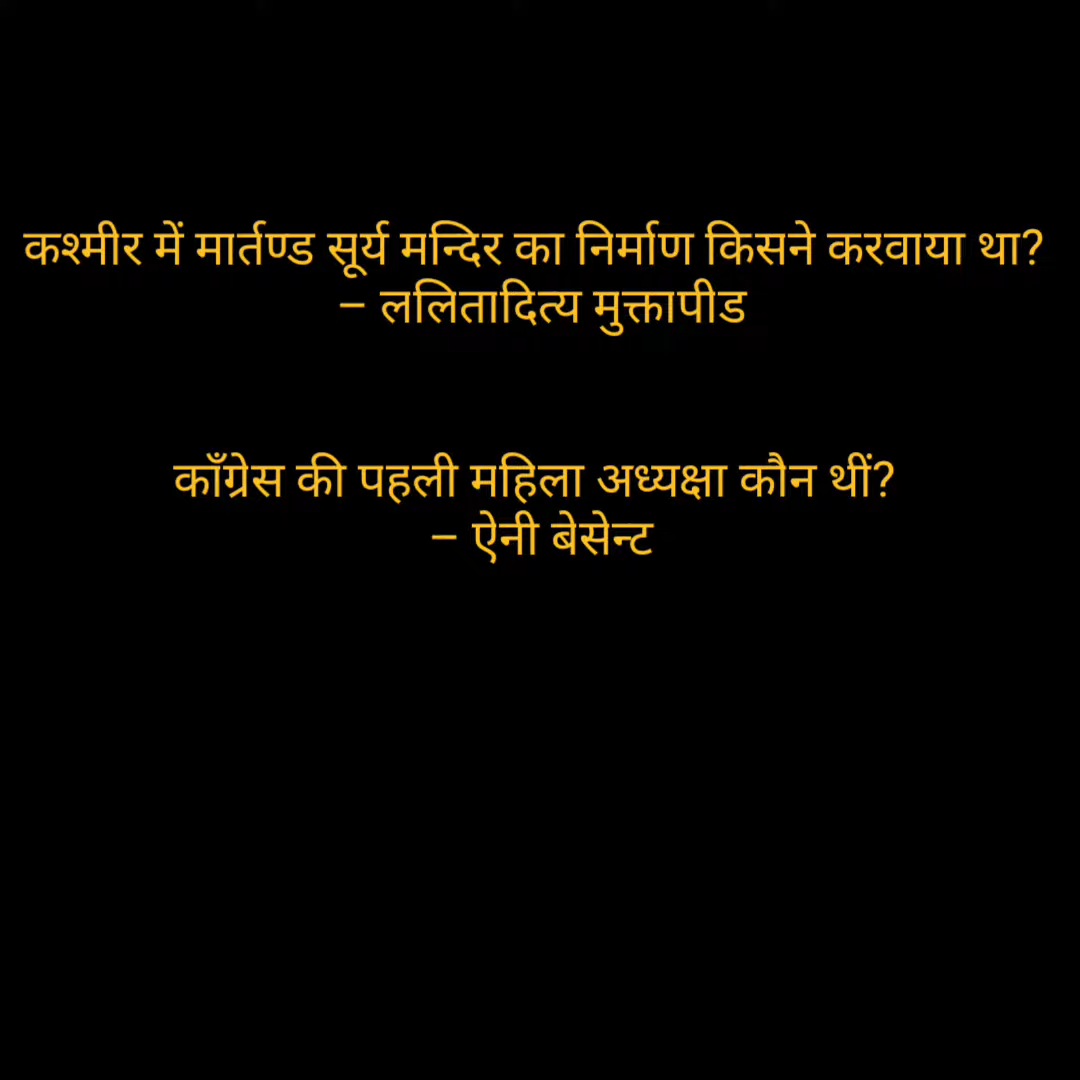 कश्मीर में मार्तण्ड सूर्य मन्दिर का निर्माण किसने करवाया था?
– ललितादित्य मुक्तापीड
काँग्रेस की पहली महिला अध्यक्षा कौन थीं?
– ऐनी बेसेन्ट